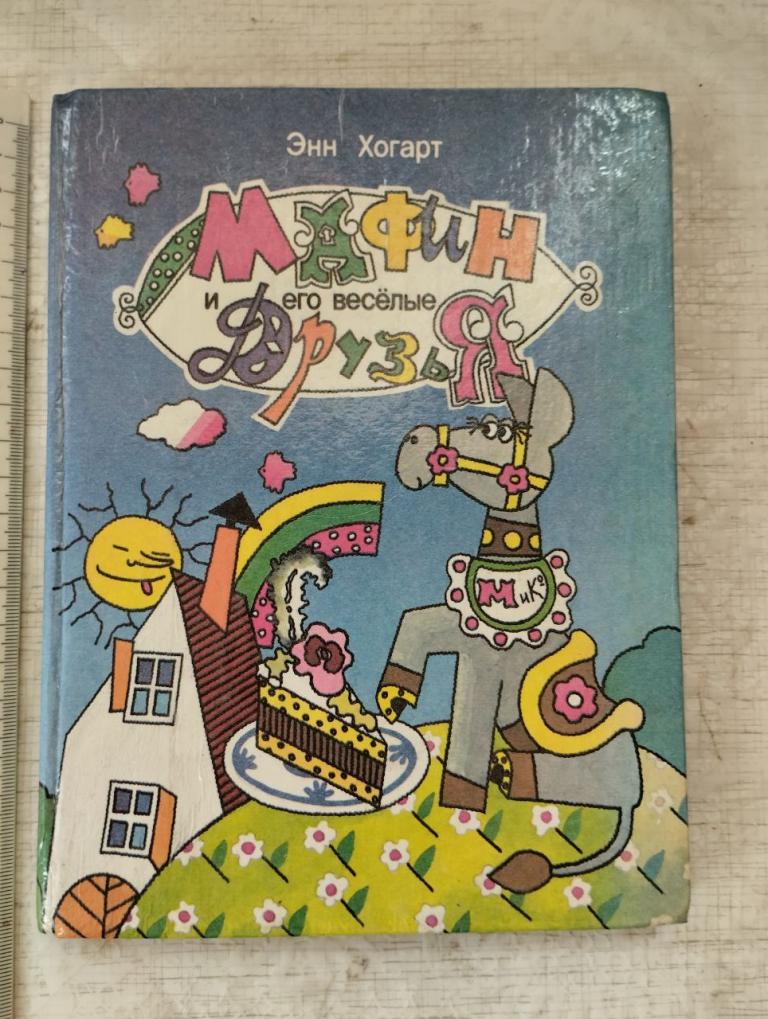 Энн Хогарт
МАФИН
и его весёлые
ДРУЗЬЯ
МиКо